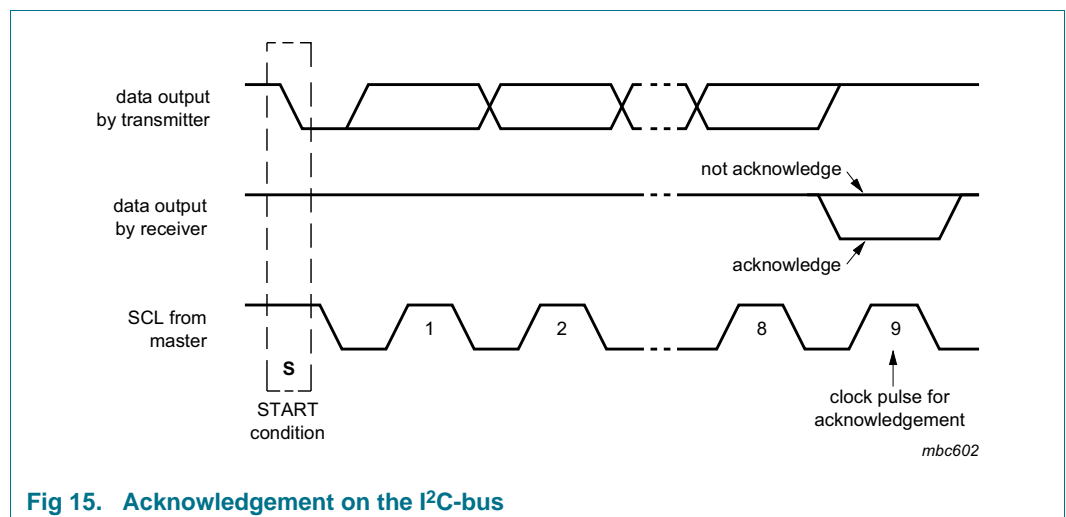 data output
by transmitter
not acknowledge
data output
by receiver
acknowledge
SCL from
master
1
2
8
9
S
START
condition
clock pulse for
acknowledgement
mbc602
Fig 15. Acknowledgement on the I²C-bus